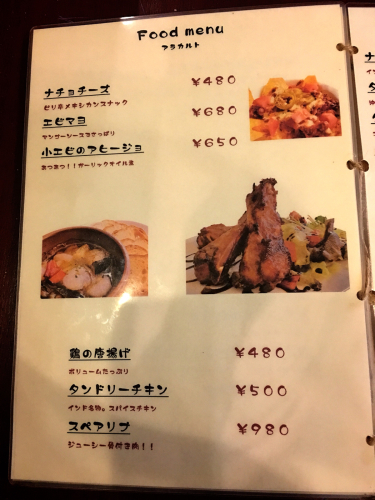 Food menu
アラカルト
ナチョチーズ ￥480
ピリ辛メキシカンスナック
エビマヨ ￥680
マンゴーソースでさっぱり
小エビのアヒージョ ￥650
あつあつ！！ガーリックオイル煮
鶏の唐揚げ ￥480
ボリュームたっぷり
タンドリーチキン ￥500
インド名物。スパイスチキン
スペアリブ ￥980
ジューシー骨付き肉！！